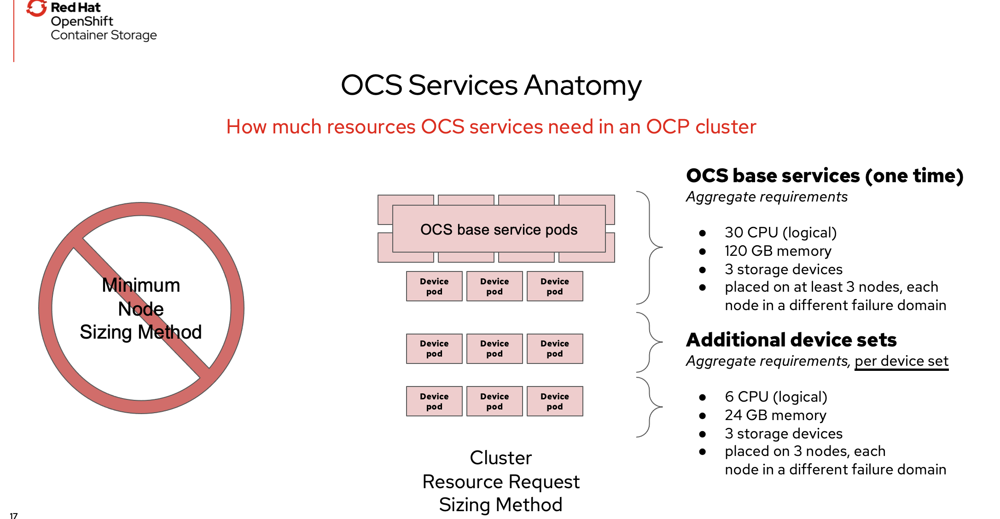 Red Hat
OpenShift
Container Storage
OCS Services Anatomy
How much resources OCS services need in an OCP cluster
Minimum
Node
Sizing Method
OCS base service pods
Device
pod
Device
pod
Device
pod
Device
pod
Device
pod
Device
pod
Device
pod
Device
pod
Device
pod
Cluster
Resource Request
Sizing Method
OCS base services (one time)
Aggregate requirements
● 30 CPU (logical)
● 120 GB memory
● 3 storage devices
● placed on at least 3 nodes, each
node in a different failure domain
Additional device sets
Aggregate requirements, per device set
● 6 CPU (logical)
● 24 GB memory
● 3 storage devices
● placed on 3 nodes, each
node in a different failure domain
17